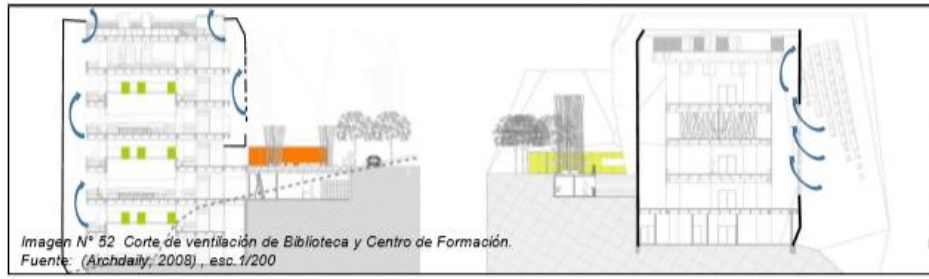 Imagen N° 52 Corte de ventilación de Biblioteca y Centro de Formación.
Fuente: (Archdaily, 2008) , esc.1/200